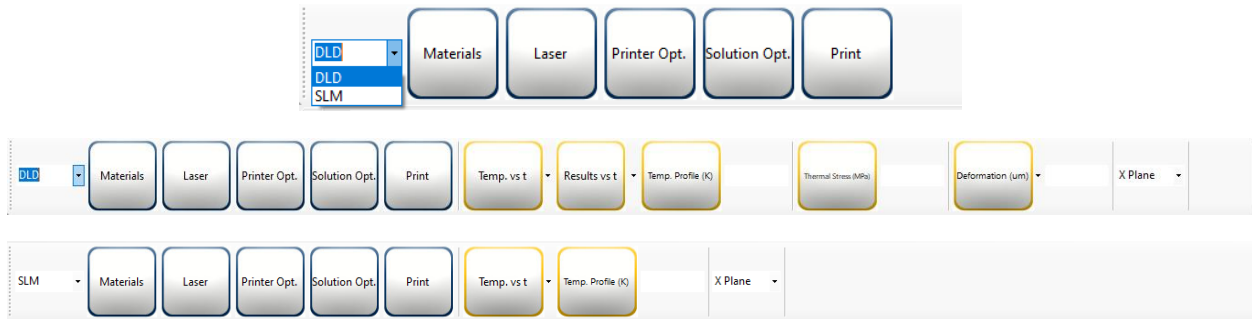 DLD Materials Laser Printer Opt. Solution Opt. Print
DLD
SLM
DLD Materials Laser Printer Opt. Solution Opt. Print Temp. vs t Results vs t Temp. Profile (K) Thermal Stress (MPa) Deformation (um) X Plane
SLM Materials Laser Printer Opt. Solution Opt. Print Temp. vs t Temp. Profile (K) X Plane